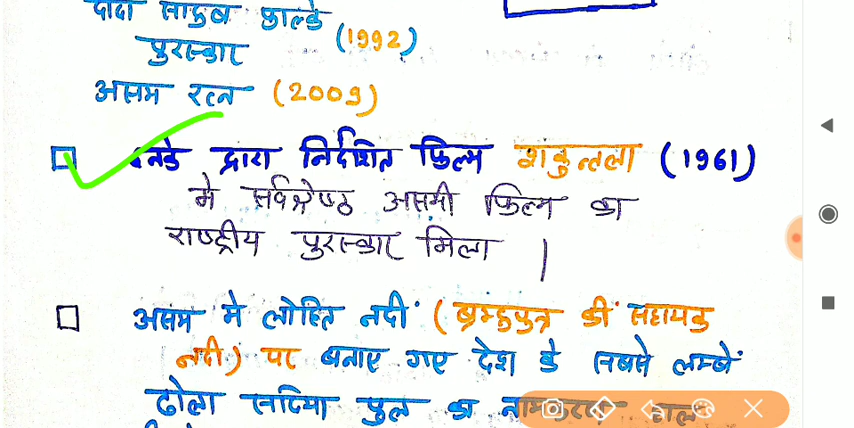 दादा साहब फाल्के
पुरस्कार (1992)
असम रत्न (2009)
द्वारा निर्देशित फिल्म शकुन्तला (1961)
मे सर्वश्रेष्ठ असमी फिल्म का
राष्ट्रीय पुरस्कार मिला |
असम मे लोहित नदी (ब्रम्हपुत्र की सहायक
नदी) पर बनाए गए देश के सबसे लम्बे
ढोला सदिया पुल का